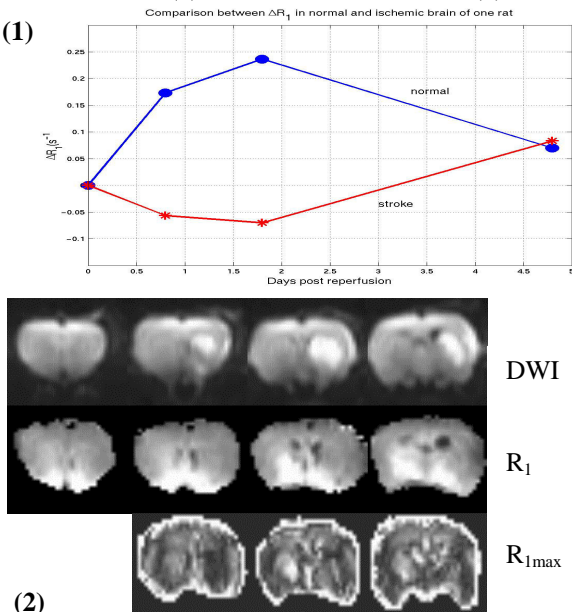 Comparison between ΔR1 in normal and ischemic brain of one rat
(1)
0.25
0.2
0.15
0.1
0.05
0
−0.05
−0.1
ΔR1(s-1
normal
stroke
0 0.5 1 1.5 2 2.5 3 3.5 4 4.5 5
Days post reperfusion
DWI
R1
R1max
(2)